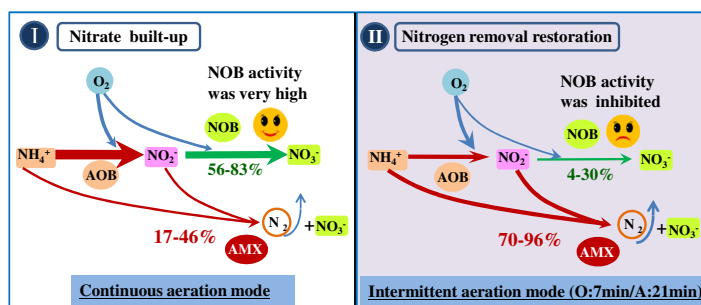 I Nitrate built-up
O₂
NOB activity
was very high
NOB
NH₄⁺
NO₂⁻
NO₃⁻
AOB
56-83%
N₂
+NO₃⁻
17-46%
AMX
Continuous aeration mode
II Nitrogen removal restoration
O₂
NOB activity
was inhibited
NOB
NH₄⁺
NO₂⁻
NO₃⁻
AOB
4-30%
N₂
+NO₃⁻
70-96%
AMX
Intermittent aeration mode (O:7min/A:21min)